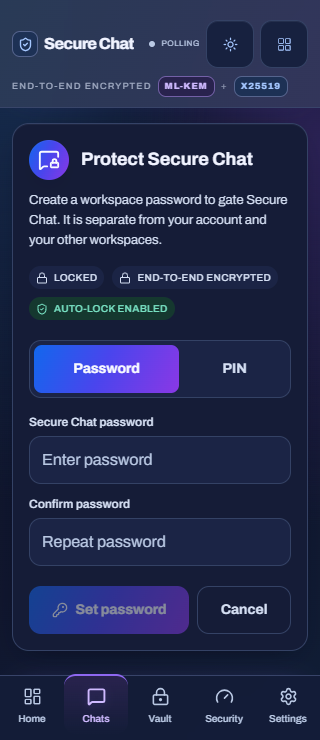 Secure Chat
POLLING
END-TO-END ENCRYPTED ML-KEM + X25519
Protect Secure Chat
Create a workspace password to gate Secure
Chat. It is separate from your account and
your other workspaces.
LOCKED
END-TO-END ENCRYPTED
AUTO-LOCK ENABLED
Password
PIN
Secure Chat password
Enter password
Confirm password
Repeat password
Set password
Cancel
Home
Chats
Vault
Security
Settings